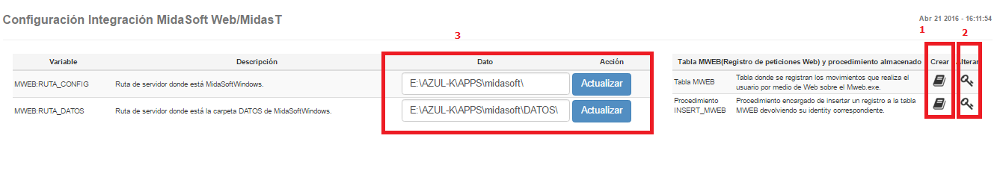 Configuración Integración MidaSoft Web/MidasT
Abr 21 2016 - 16:11:54
3
1
2
Variable Descripción Dato Acción
MWEB:RUTA_CONFIG Ruta de servidor donde está MidaSoftWindows. E:\AZUL-K\APPS\midasoft\ Actualizar
MWEB:RUTA_DATOS Ruta de servidor donde está la carpeta DATOS de MidaSoftWindows. E:\AZUL-K\APPS\midasoft\DATOS\ Actualizar
Tabla MWEB(Registro de peticiones Web) y procedimiento almacenado Crear Alterar
Tabla MWEB
Tabla donde se registran los movimientos que realiza el
usuario por medio de Web sobre el Mweb.exe.
Procedimiento
INSERT_MWEB
Procedimiento encargado de insertar un registro a la tabla
MWEB devolviendo su identity correspondiente.